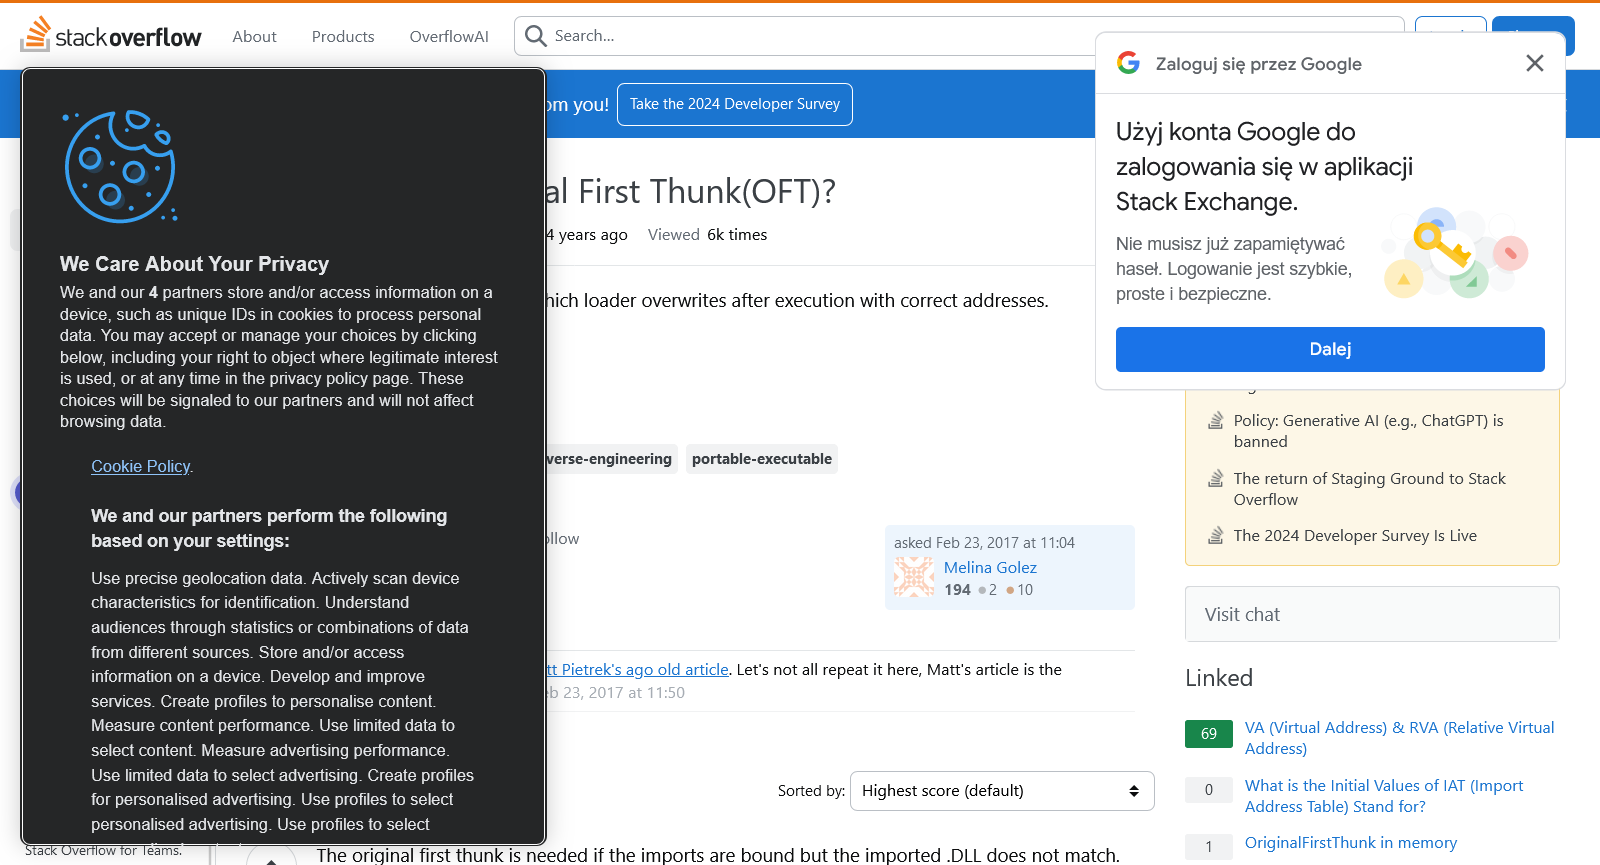 stackoverflow
About
Products
OverflowAI
Search...
om you!
Take the 2024 Developer Survey
Zaloguj się przez Google
Użyj konta Google do
zalogowania się w aplikacji
Stack Exchange.
Nie musisz już zapamiętywać
haseł. Logowanie jest szybkie,
proste i bezpieczne.
Dalej
We Care About Your Privacy
We and our 4 partners store and/or access information on a
device, such as unique IDs in cookies to process personal
data. You may accept or manage your choices by clicking
below, including your right to object where legitimate interest
is used, or at any time in the privacy policy page. These
choices will be signaled to our partners and will not affect
browsing data.
Cookie Policy.
We and our partners perform the following
based on your settings:
Use precise geolocation data. Actively scan device
characteristics for identification. Understand
audiences through statistics or combinations of data
from different sources. Store and/or access
information on a device. Develop and improve
services. Create profiles to personalise content.
Measure content performance. Use limited data to
select content. Measure advertising performance.
Use limited data to select advertising. Create profiles
for personalised advertising. Use profiles to select
personalised advertising. Use profiles to select
Stack Overflow for Teams.
al First Thunk(OFT)?
4 years ago Viewed 6k times
hich loader overwrites after execution with correct addresses.
verse-engineering
portable-executable
ollow
asked Feb 23, 2017 at 11:04
Melina Golez
194 2 10
tt Pietrek's ago old article. Let's not all repeat it here, Matt's article is the
eb 23, 2017 at 11:50
Sorted by: Highest score (default)
The original first thunk is needed if the imports are bound but the imported .DLL does not match.
Policy: Generative AI (e.g., ChatGPT) is
banned
The return of Staging Ground to Stack
Overflow
The 2024 Developer Survey Is Live
Visit chat
Linked
69 VA (Virtual Address) & RVA (Relative Virtual
Address)
0 What is the Initial Values of IAT (Import
Address Table) Stand for?
1 OriginalFirstThunk in memory